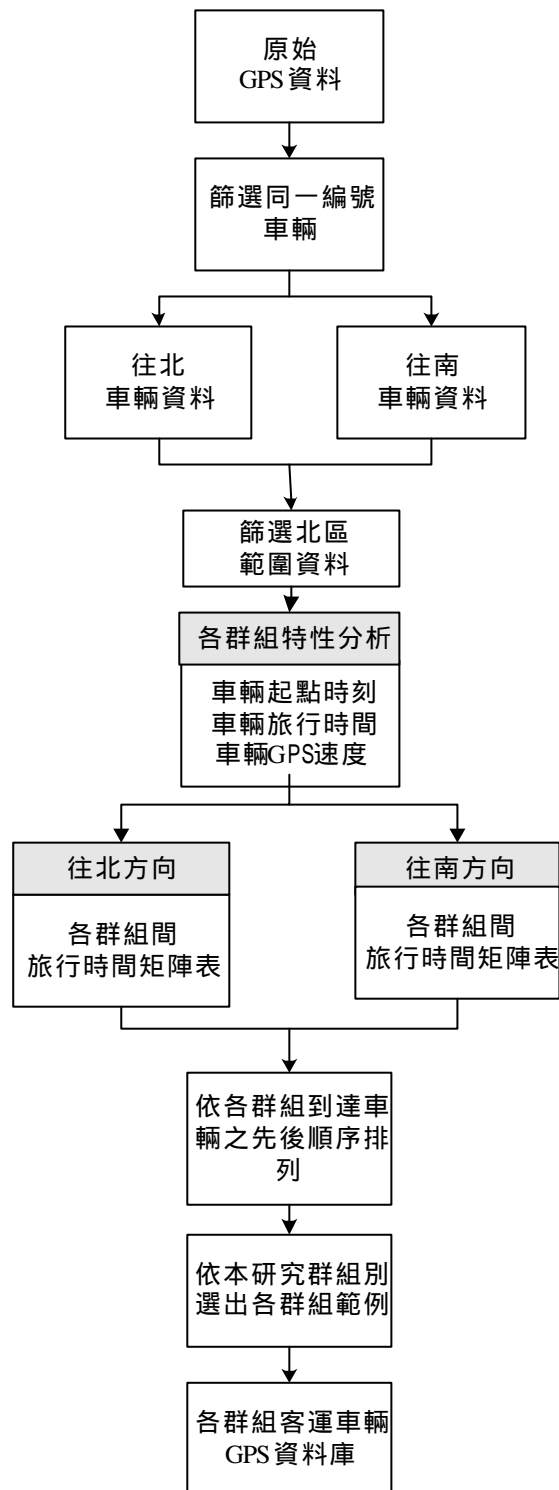 原始
GPS資料
篩選同一編號
車輛
往北
車輛資料
往南
車輛資料
篩選北區
範圍資料
各群組特性分析
車輛起點時刻
車輛旅行時間
車輛GPS速度
往北方向
各群組間
旅行時間矩陣表
往南方向
各群組間
旅行時間矩陣表
依各群組到達車
輛之先後順序排
列
依本研究群組別
選出各群組範例
各群組客運車輛
GPS資料庫